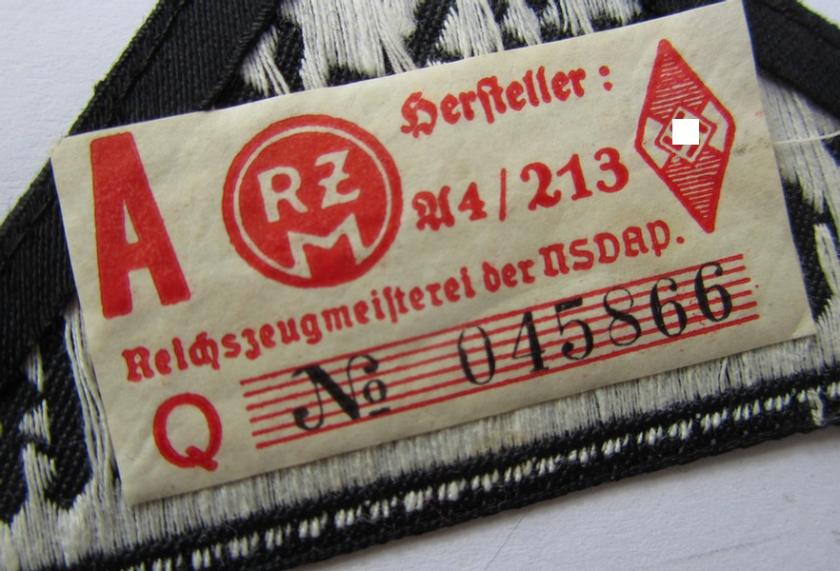 A
RZM
Hersteller:
A4/213
Reichszeugmeisterei der NSDAP.
Q
№ 045866